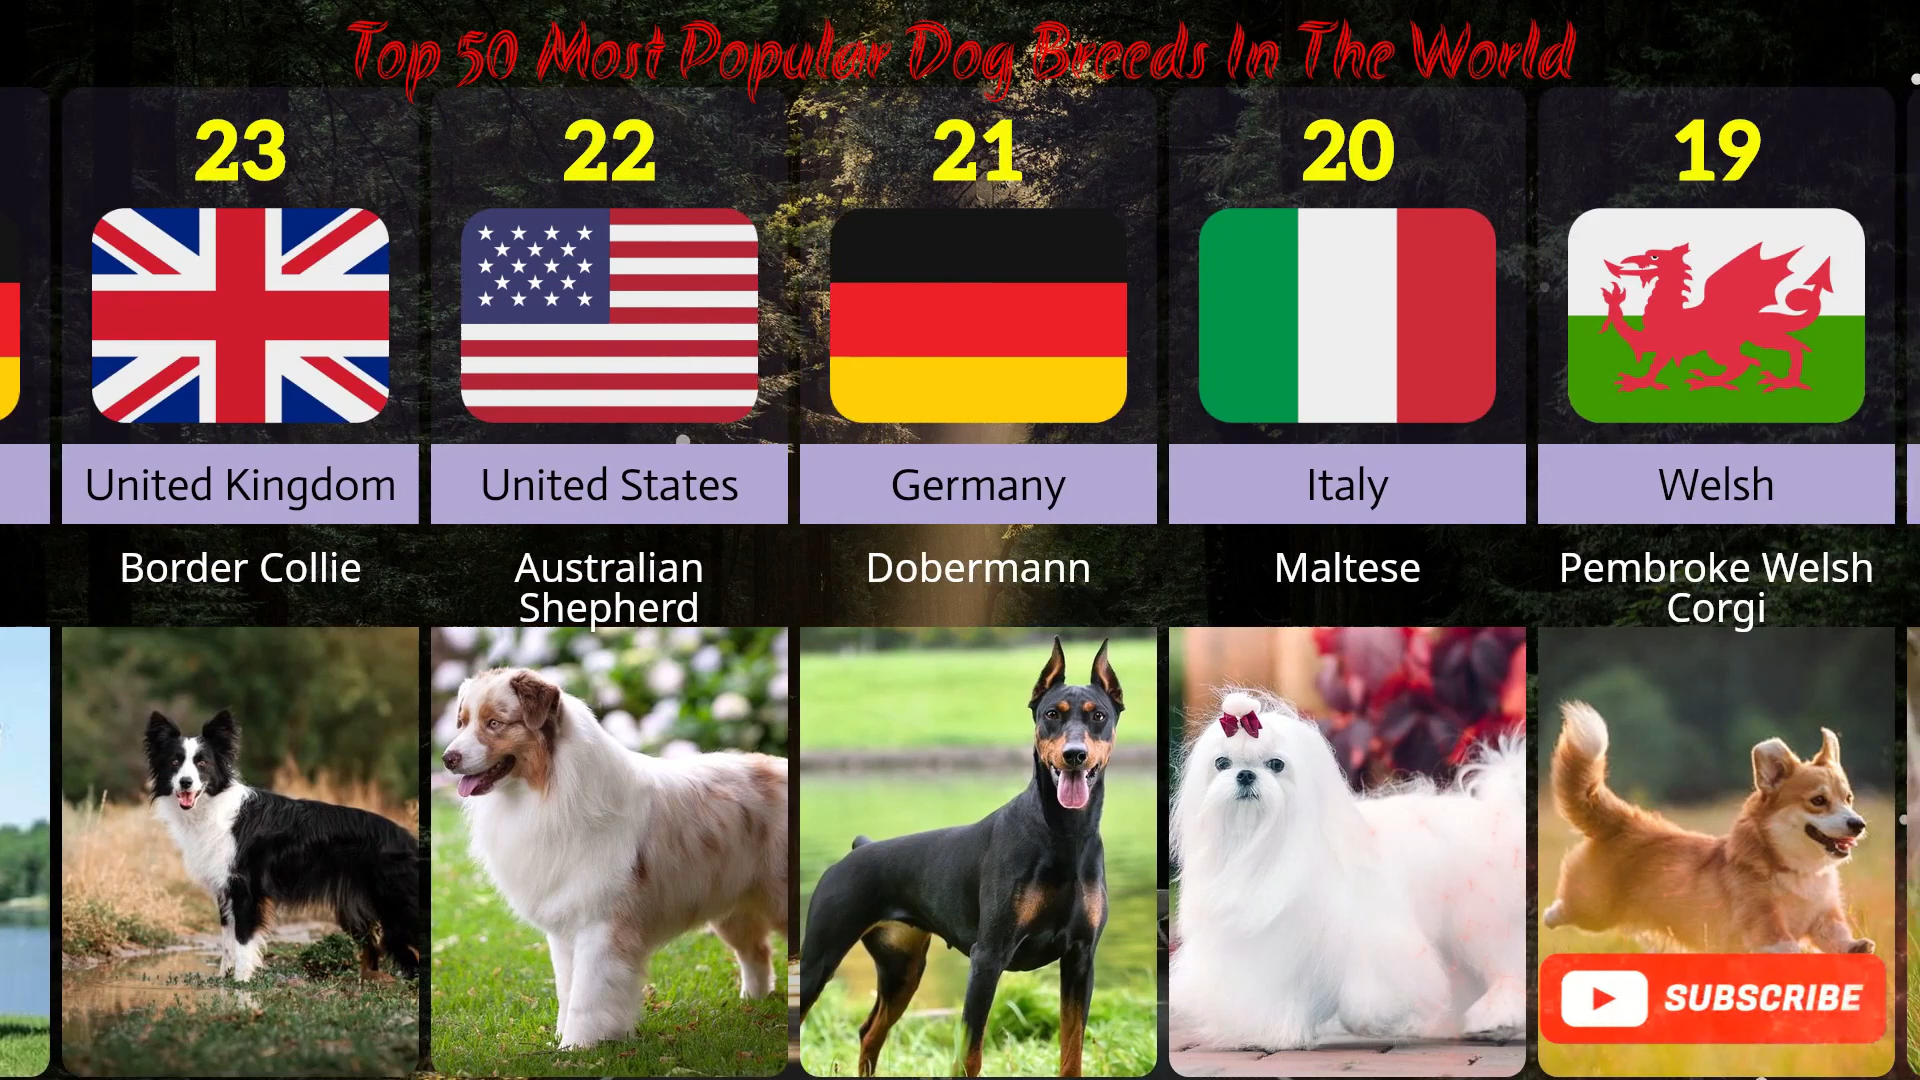 Top 50 Most Popular Dog Breeds In The World
23
22
21
20
19
United Kingdom
United States
Germany
Italy
Welsh
Border Collie
Australian
Shepherd
Dobermann
Maltese
Pembroke Welsh
Corgi
SUBSCRIBE